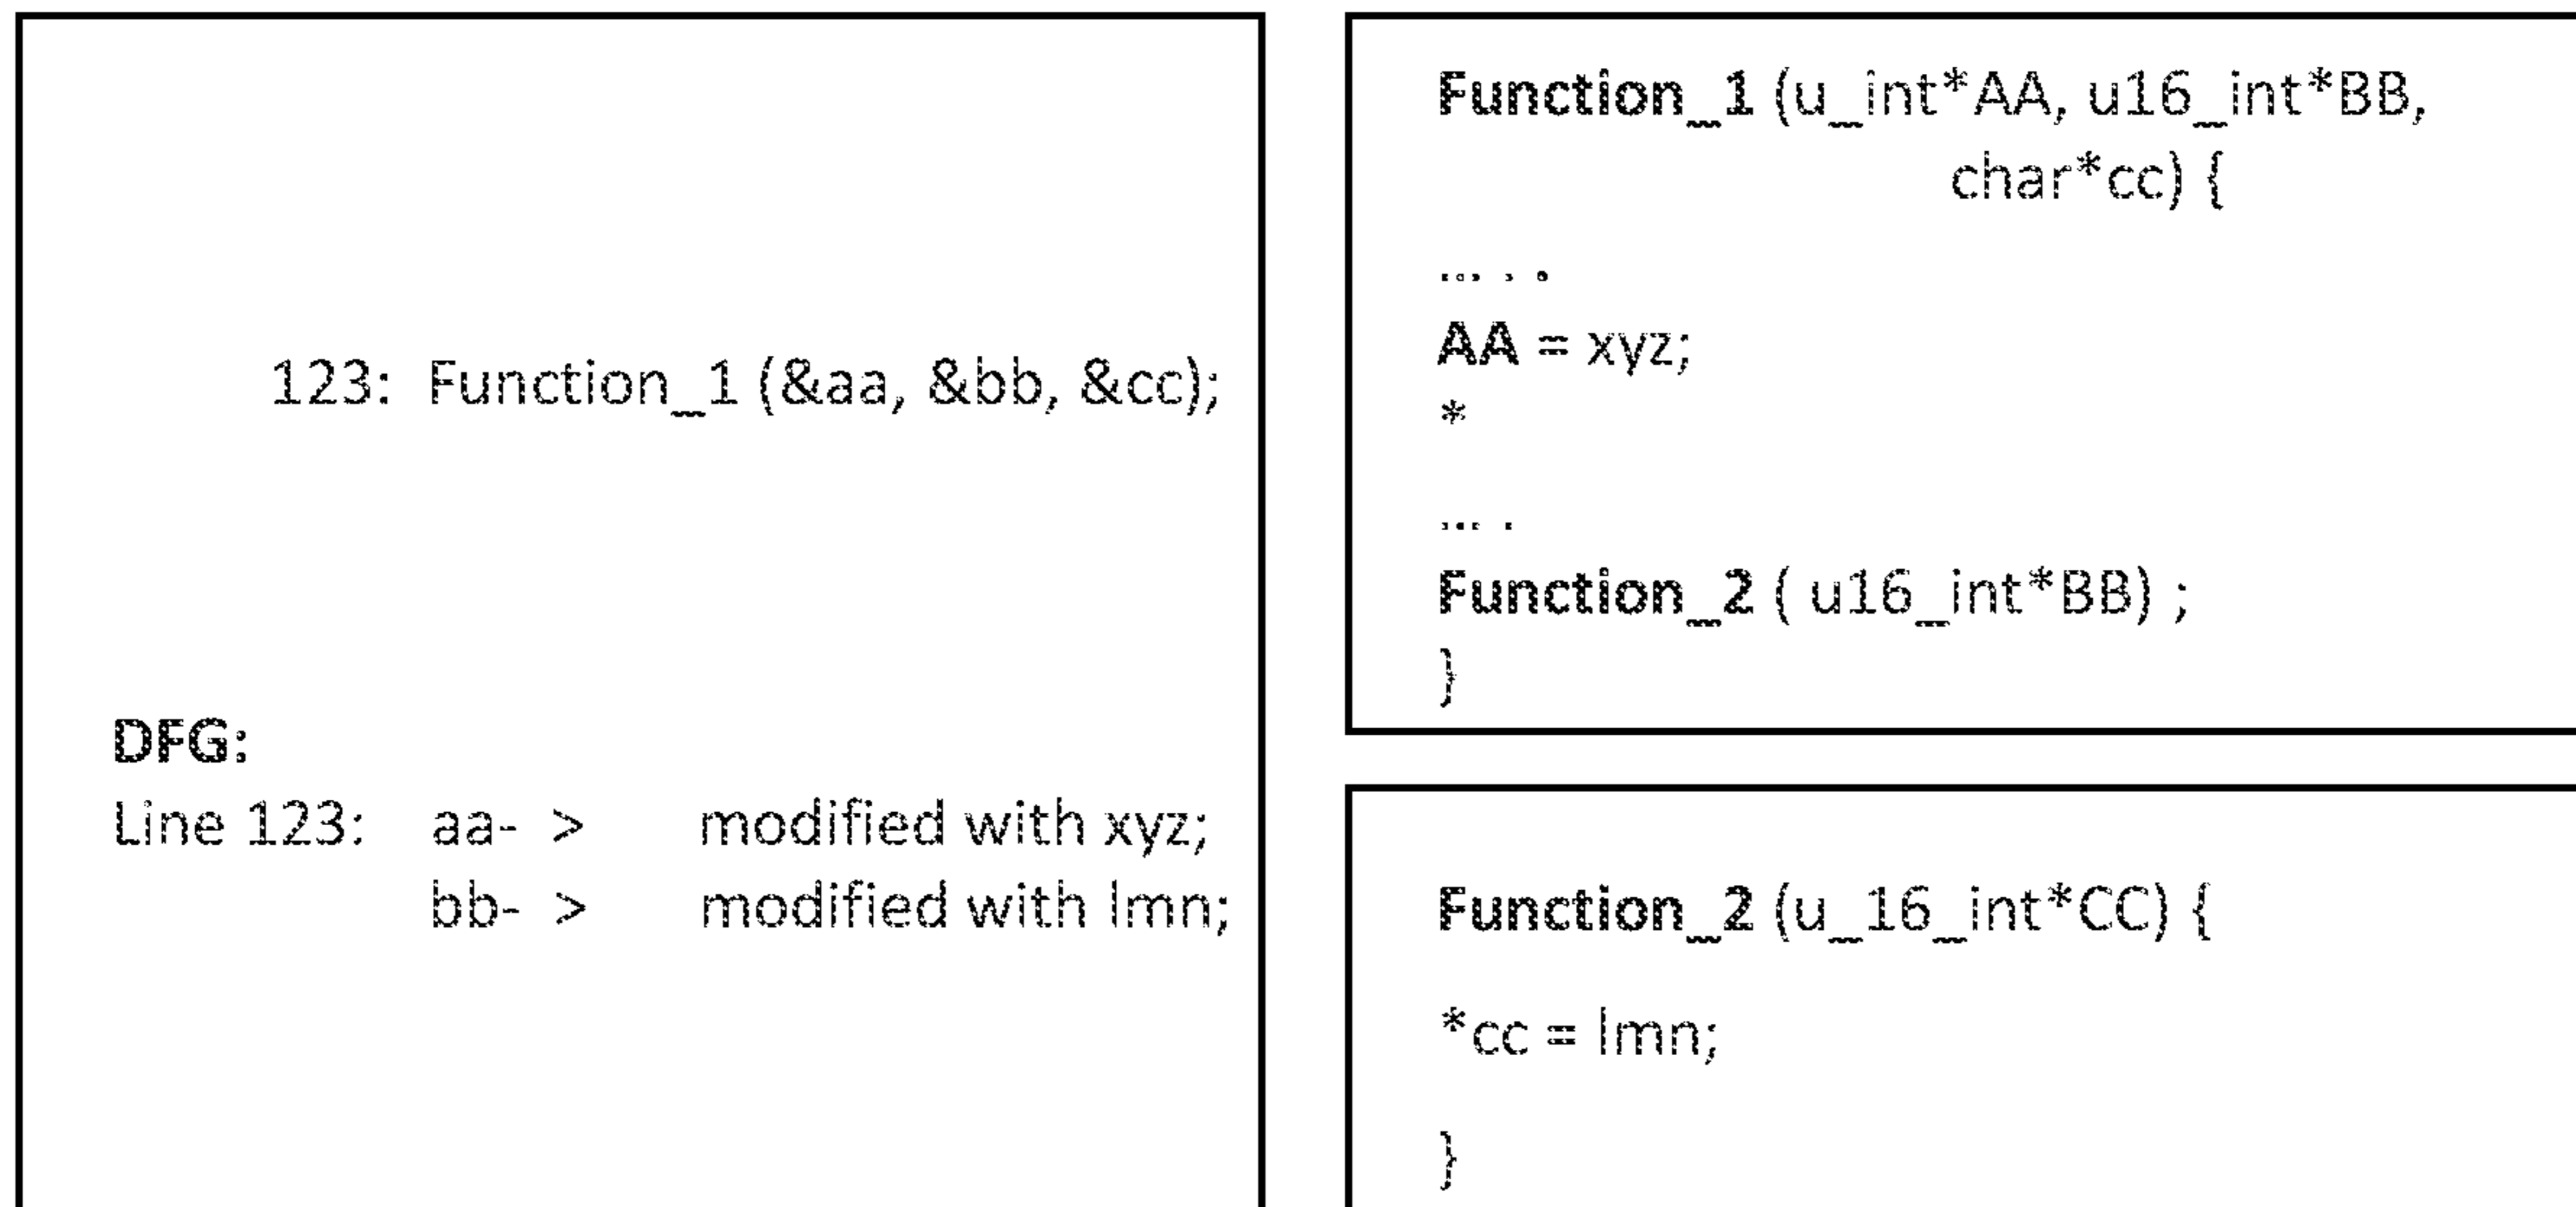 123: Function_1 (&aa, &bb, &cc);
DFG:
Line 123: aa- > modified with xyz;
bb- > modified with lmn;
Function_1 (u_int*AA, u16_int*BB,
char*cc) {
... . .
AA = xyz;
*
... .
Function_2 ( u16_int*BB) ;
}
Function_2 (u_16_int*CC) {
*cc = lmn;
}